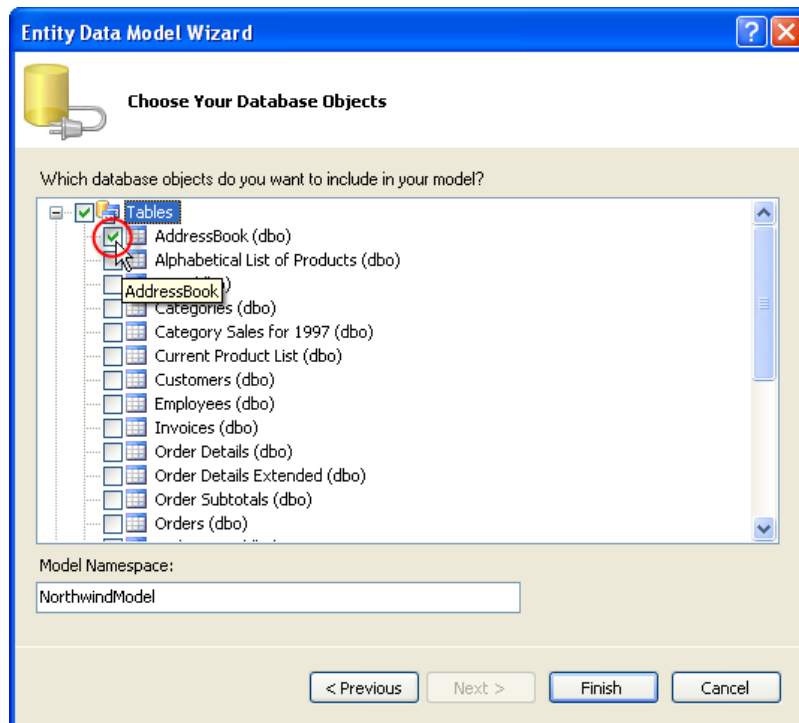 Entity Data Model Wizard
Choose Your Database Objects
Which database objects do you want to include in your model?
Tables
AddressBook (dbo)
Alphabetical List of Products (dbo)
AddressBook
Categories (dbo)
Category Sales for 1997 (dbo)
Current Product List (dbo)
Customers (dbo)
Employees (dbo)
Invoices (dbo)
Order Details (dbo)
Order Details Extended (dbo)
Order Subtotals (dbo)
Orders (dbo)
Model Namespace:
NorthwindModel
< Previous Next > Finish Cancel